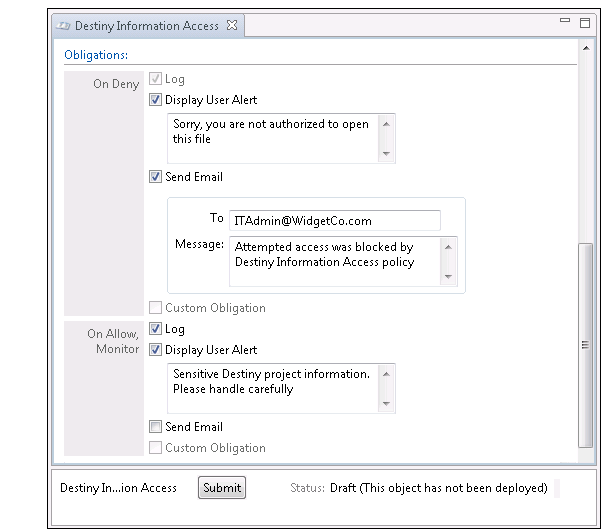 Destiny Information Access
Obligations:
On Deny
Log
Display User Alert
Sorry, you are not authorized to open
this file
Send Email
To
ITAdmin@WidgetCo.com
Message:
Attempted access was blocked by
Destiny Information Access policy
Custom Obligation
On Allow,
Monitor
Log
Display User Alert
Sensitive Destiny project information.
Please handle carefully
Send Email
Custom Obligation
Destiny In...ion Access
Submit
Status: Draft (This object has not been deployed)